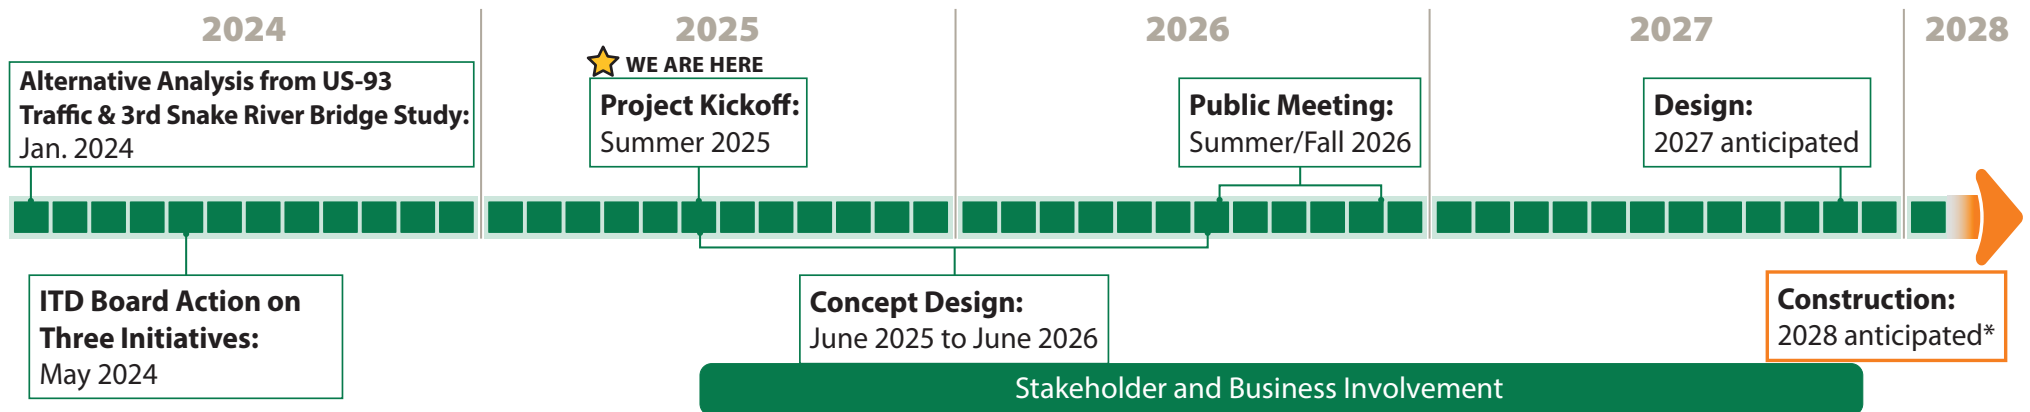 2024
2025
2026
2027
2028
WE ARE HERE
Alternative Analysis from US-93
Traffic & 3rd Snake River Bridge Study:
Jan. 2024
Project Kickoff:
Summer 2025
Public Meeting:
Summer/Fall 2026
Design:
2027 anticipated
ITD Board Action on
Three Initiatives:
May 2024
Concept Design:
June 2025 to June 2026
Construction:
2028 anticipated*
Stakeholder and Business Involvement